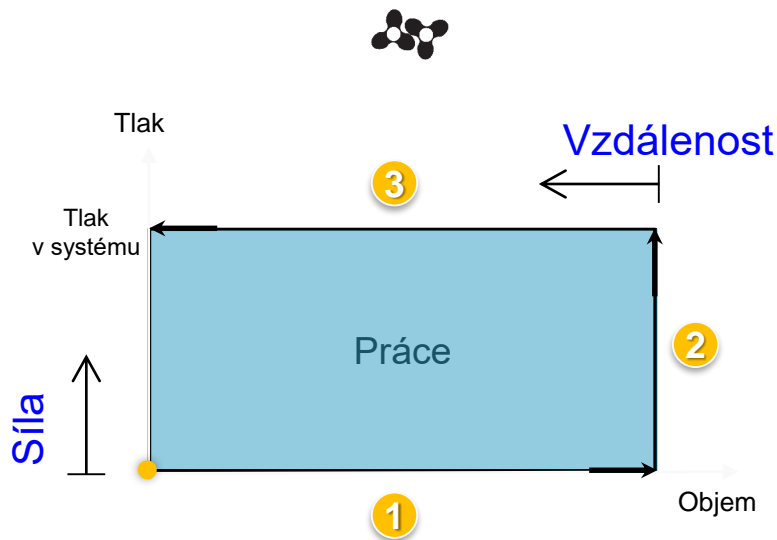 Tlak
Vzdálenost
3
Tlak
v systému
Práce
2
Síla
Objem
1